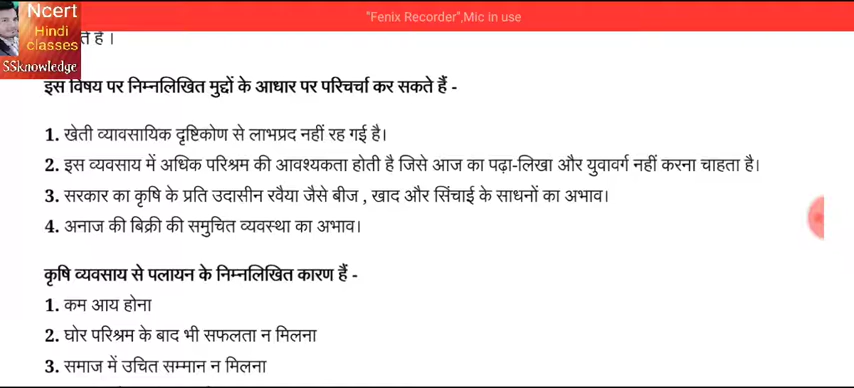 "Fenix Recorder",Mic in use
Ncert
Hindi
classes
SSknowledge
ते हैं ।
इस विषय पर निम्नलिखित मुद्दों के आधार पर परिचर्चा कर सकते हैं -
1. खेती व्यावसायिक दृष्टिकोण से लाभप्रद नहीं रह गई है।
2. इस व्यवसाय में अधिक परिश्रम की आवश्यकता होती है जिसे आज का पढ़ा-लिखा और युवावर्ग नहीं करना चाहता है।
3. सरकार का कृषि के प्रति उदासीन रवैया जैसे बीज , खाद और सिंचाई के साधनों का अभाव।
4. अनाज की बिक्री की समुचित व्यवस्था का अभाव।
कृषि व्यवसाय से पलायन के निम्नलिखित कारण हैं -
1. कम आय होना
2. घोर परिश्रम के बाद भी सफलता न मिलना
3. समाज में उचित सम्मान न मिलना